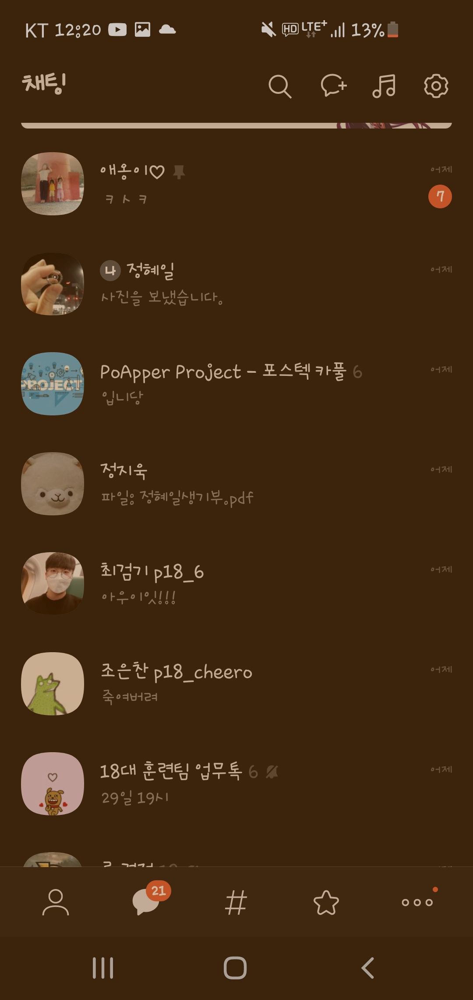 KT 12:20 HD LTE+ 13%
채팅
애옹이♡ 어제
ㅋ ㅅ ㅋ 7
나 정혜일 어제
사진을 보냈습니다.
PoApper Project - 포스텍 카풀 6 어제
PROJECT
입니당
정지욱 어제
파일: 정혜일생기부.pdf
최검기 p18_6 어제
아우이잇!!!
조은찬 p18_cheero 어제
죽여버려
18대 훈련팀 업무톡 6 어제
29일 19시
21